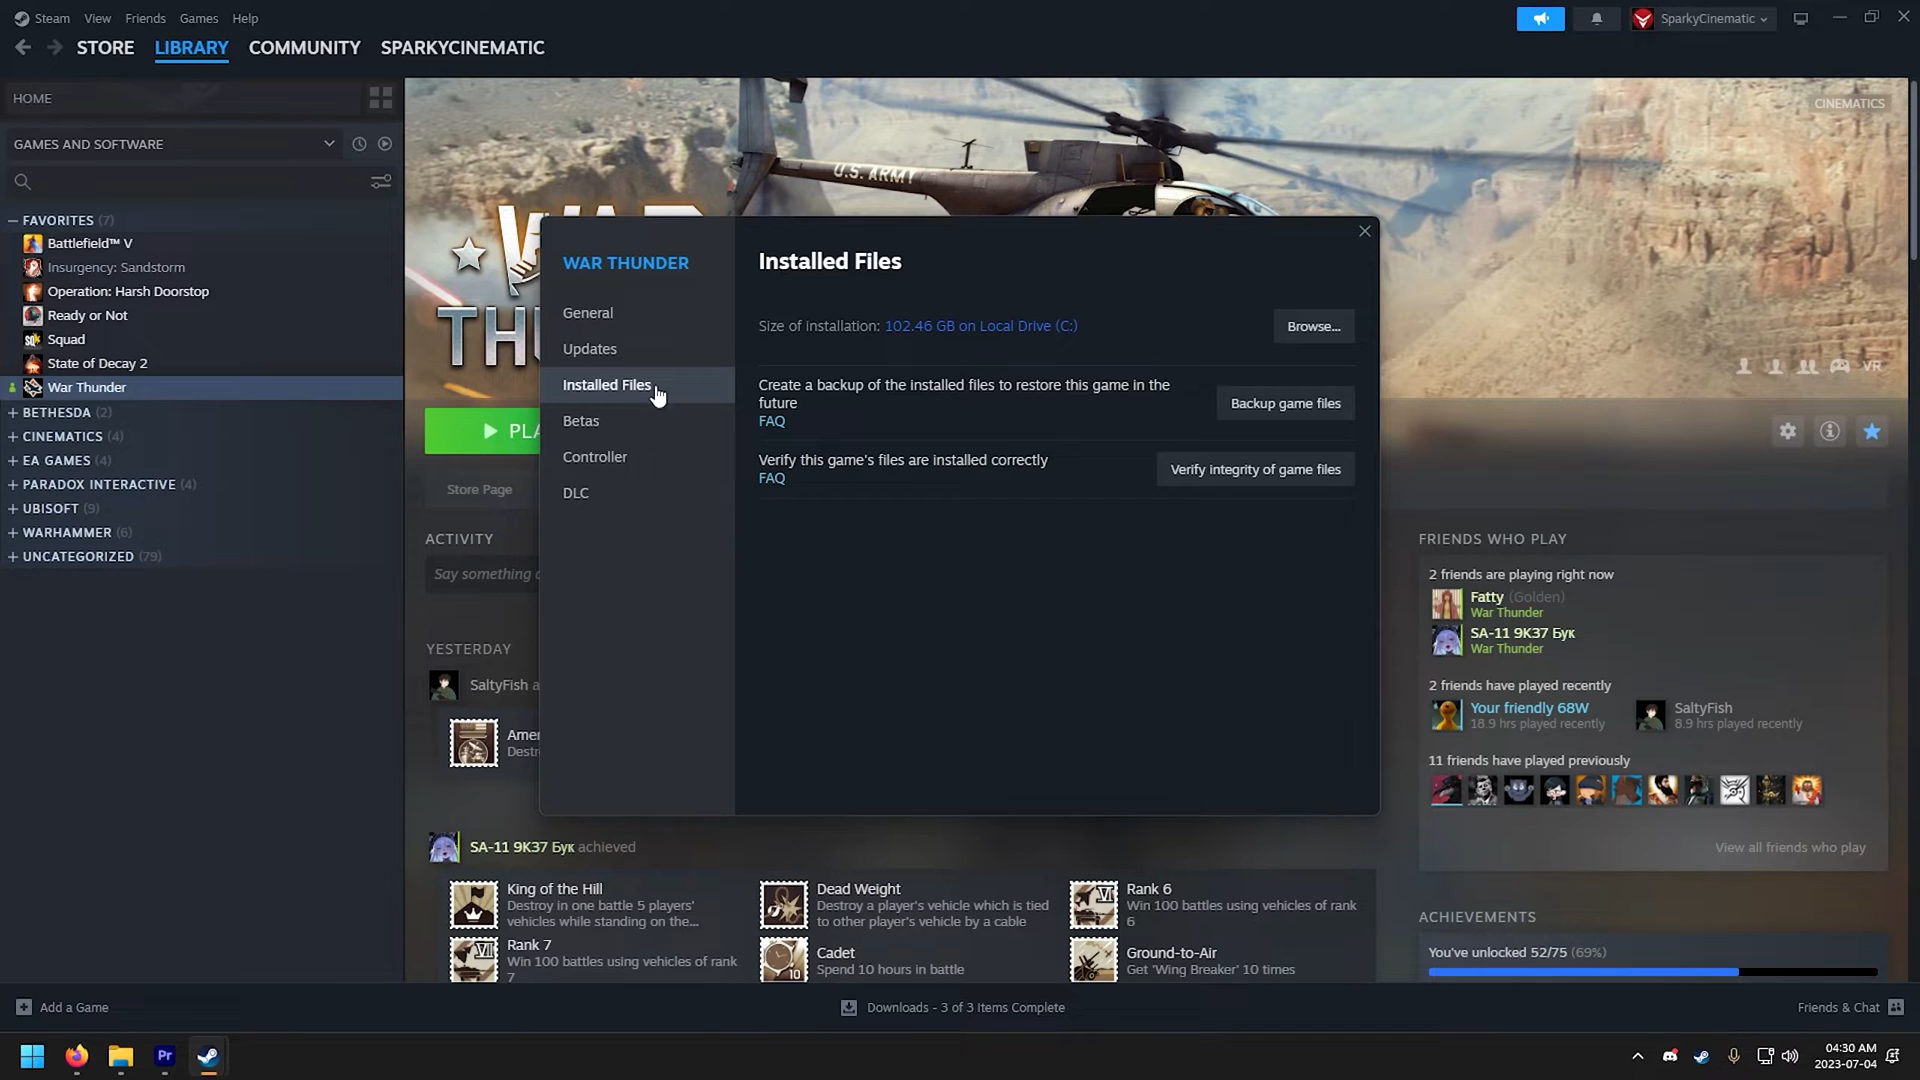 Steam View Friends Games Help
SparkyCinematic
STORE LIBRARY COMMUNITY SPARKYCINEMATIC
HOME
GAMES AND SOFTWARE
FAVORITES (7)
Battlefield™ V
Insurgency: Sandstorm
Operation: Harsh Doorstop
Ready or Not
Squad
State of Decay 2
War Thunder
BETHESDA (2)
CINEMATICS (4)
EA GAMES (4)
PARADOX INTERACTIVE (4)
UBISOFT (9)
WARHAMMER (6)
UNCATEGORIZED (79)
CINEMATICS
U.S. ARMY
VR
WAR THUNDER
General
Updates
Installed Files
Betas
Controller
DLC
Installed Files
Size of installation: 102.46 GB on Local Drive (C:)
Browse...
Create a backup of the installed files to restore this game in the
future
FAQ
Backup game files
Verify this game's files are installed correctly
FAQ
Verify integrity of game files
Store Page
ACTIVITY
Say something
YESTERDAY
SaltyFish
SA-11 9K37 Бук achieved
King of the Hill
Destroy in one battle 5 players'
vehicles while standing on the...
Dead Weight
Destroy a player's vehicle which is tied
to other player's vehicle by a cable
Rank 6
Win 100 battles using vehicles of rank
6
Rank 7
Win 100 battles using vehicles of rank
7
Cadet
Spend 10 hours in battle
10
Ground-to-Air
Get 'Wing Breaker' 10 times
FRIENDS WHO PLAY
2 friends are playing right now
Fatty (Golden)
War Thunder
SA-11 9K37 Бук
War Thunder
2 friends have played recently
Your friendly 68W
18.9 hrs played recently
SaltyFish
8.9 hrs played recently
11 friends have played previously
View all friends who play
ACHIEVEMENTS
You've unlocked 52/75 (69%)
Add a Game
Downloads - 3 of 3 Items Complete
Friends & Chat
Pr
04:30 AM
2023-07-04